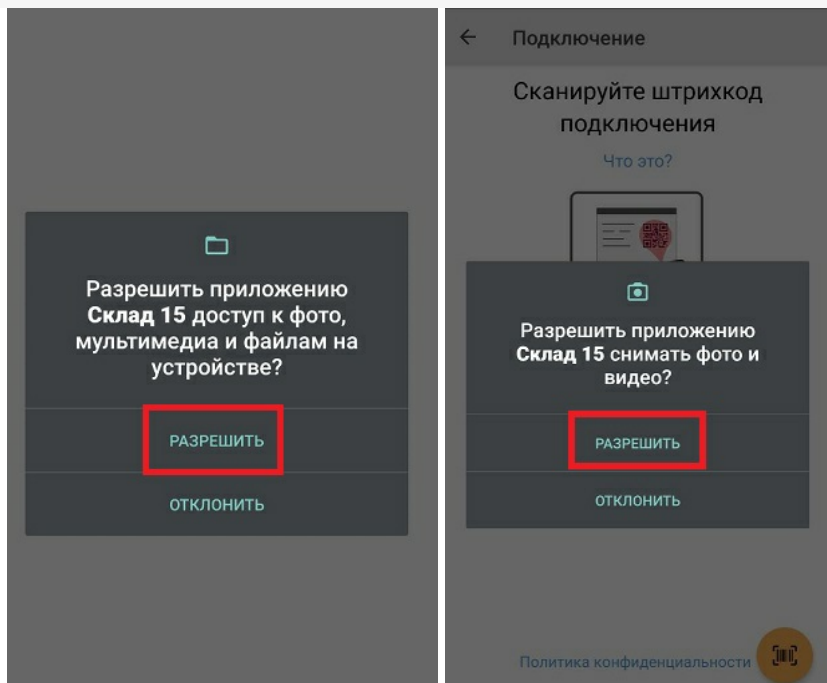 Разрешить приложению
Склад 15 доступ к фото,
мультимедиа и файлам на
устройстве?
РАЗРЕШИТЬ
ОТКЛОНИТЬ
Подключение
Сканируйте штрихкод
подключения
Что это?
Разрешить приложению
Склад 15 снимать фото и
видео?
РАЗРЕШИТЬ
ОТКЛОНИТЬ
Политика конфиденциальности